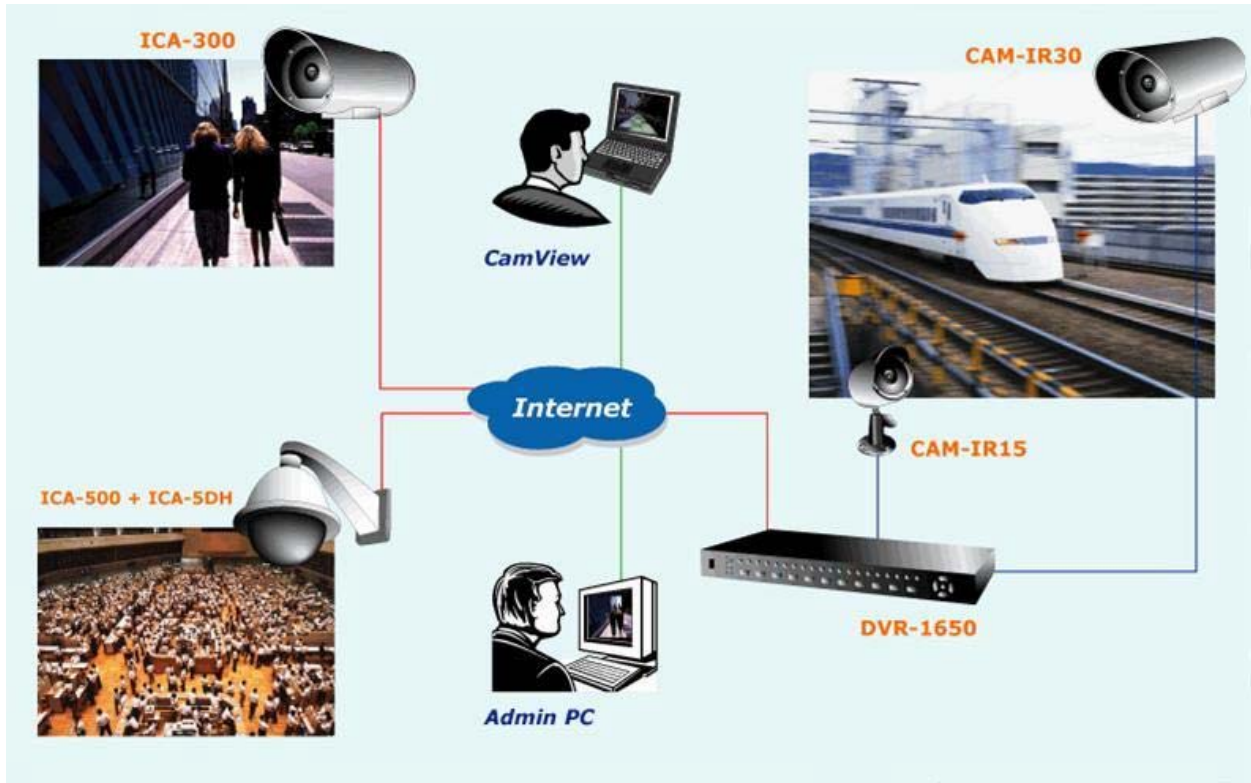 ICA-300
CAM-IR30
CamView
Internet
CAM-IR15
ICA-500 + ICA-5DH
DVR-1650
Admin PC